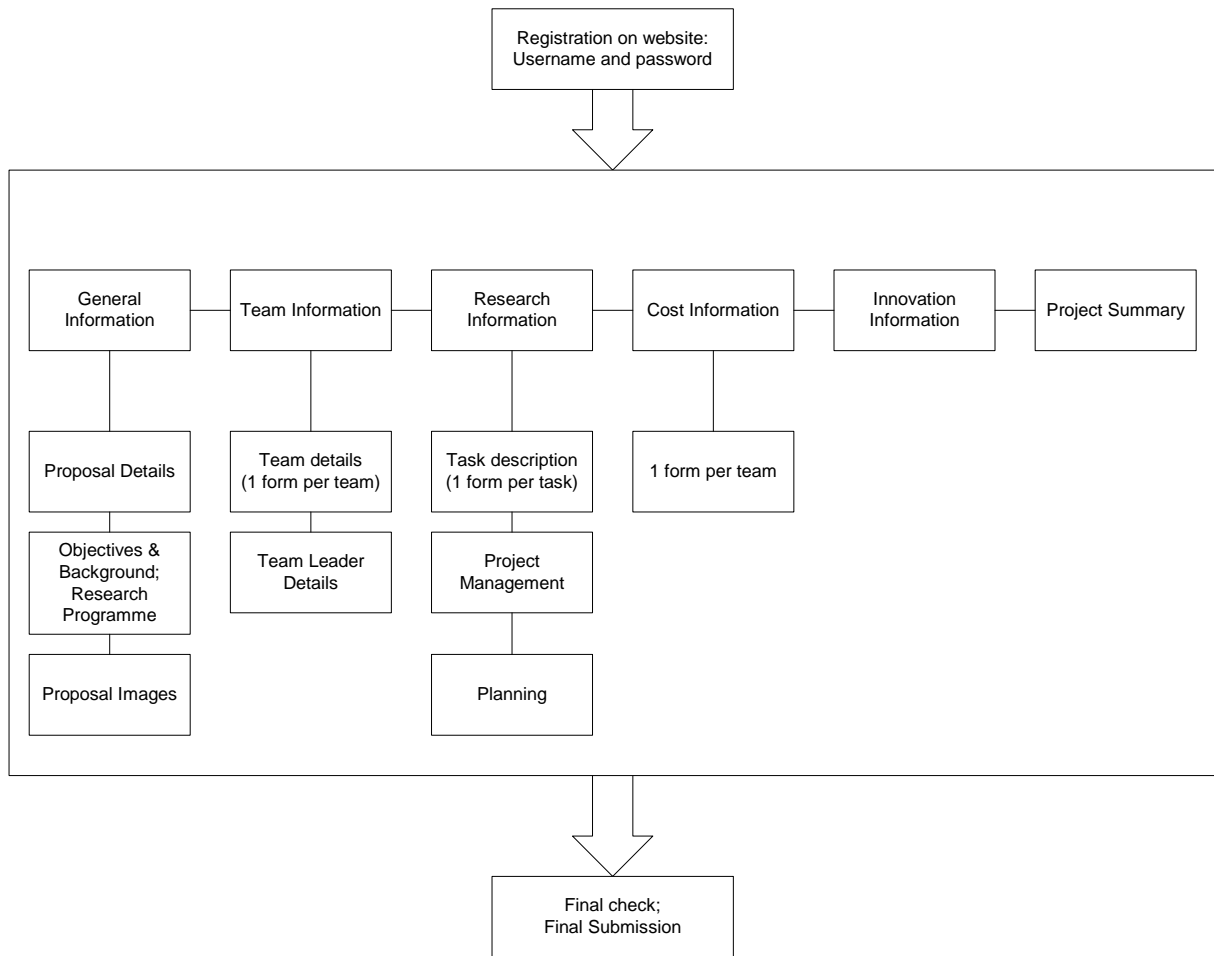 Registration on website:
Username and password
General
Information
Team Information
Research
Information
Cost Information
Innovation
Information
Project Summary
Proposal Details
Team details
(1 form per team)
Task description
(1 form per task)
1 form per team
Objectives &
Background;
Research
Programme
Team Leader
Details
Project
Management
Proposal Images
Planning
Final check;
Final Submission